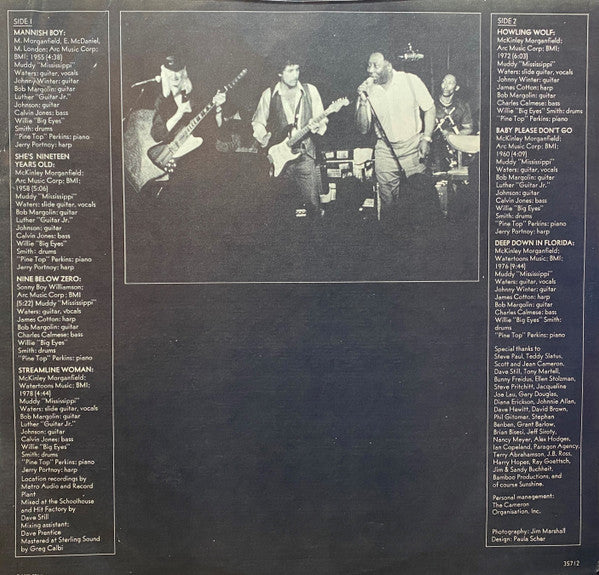 SIDE 1
MANNISH BOY:
M. Morganfield, E. McDaniel,
M. London: Arc Music Corp:
BMI: 1955 (4:38)
Muddy "Mississippi"
Waters: guitar, vocals
Johnny Winter: guitar
Bob Margolin: guitar
Luther "Guitar Jr."
Johnson: guitar
Calvin Jones: bass
Willie "Big Eyes"
Smith: drums
"Pine Top" Perkins: piano
Jerry Portnoy: harp
SHE'S NINETEEN
YEARS OLD:
McKinley Morganfield:
Arc Music Corp: BMI:
1958 (5:06)
Muddy "Mississippi"
Waters: slide guitar, vocals
Bob Margolin: guitar
Luther "Guitar Jr."
Johnson: guitar
Calvin Jones: bass
Willie "Big Eyes"
Smith: drums
"Pine Top" Perkins: piano
Jerry Portnoy: harp
NINE BELOW ZERO:
Sonny Boy Williamson;
Arc Music Corp; BMI
(5:22) Muddy "Mississippi"
Waters: guitar, vocals
James Cotton: harp
Bob Margolin: guitar
Charles Calmese: bass
Willie "Big Eyes"
Smith: drums
"Pine Top" Perkins: piano
STREAMLINE WOMAN:
McKinley Morganfield:
Watertoons Music: BMI:
1978 (4:44)
Muddy "Mississippi"
Waters: slide guitar, vocals
Bob Margolin: guitar
Luther "Guitar Jr."
Johnson: guitar
Calvin Jones: bass
Willie "Big Eyes"
Smith: drums
"Pine Top" Perkins: piano
Jerry Portnoy: harp
Location recordings by
Metro Audio and Record
Plant
Mixed at the Schoolhouse
and Hit Factory by
Dave Still
Mixing assistant:
Dave Prentice
Mastered at Sterling Sound
by Greg Calbi
SIDE 2
HOWLING WOLF:
McKinley Morganfield:
Arc Music Corp: BMI:
1972 (6:03)
Muddy "Mississippi"
Waters: slide guitar, vocals
Johnny Winter: guitar
James Cotton: harp
Bob Margolin: guitar
Charles Calmese: bass
Willie "Big Eyes" Smith: drums
"Pine Top" Perkins: piano
BABY PLEASE DON'T GO
McKinley Morganfield:
Arc Music Corp: BMI:
1960 (4:09)
Muddy "Mississippi"
Waters: guitar, vocals
Bob Margolin: guitar
Luther "Guitar Jr."
Johnson: guitar
Calvin Jones: bass
Willie "Big Eyes"
Smith: drums
"Pine Top" Perkins: piano
Jerry Portnoy: harp
DEEP DOWN IN FLORIDA:
McKinley Morganfield:
Watertoons Music: BMI:
1976 (9:44)
Muddy "Mississippi"
Waters: guitar, vocals
Johnny Winter: guitar
James Cotton: harp
Bob Margolin: guitar
Charles Calmese: bass
Willie "Big Eyes" Smith:
drums
"Pine Top" Perkins: piano
Special thanks to
Steve Paul, Teddy Slatus,
Scott and Jean Cameron,
Dave Still, Tony Martell,
Bunny Freidus, Ellen Stolzman,
Steve Pritchitt, Jacqueline
Joe Lau, Gary Douglas,
Diana Erickson, Johnnie Allan,
Dave Hewitt, David Brown,
Phil Gitomar, Stephan
Benben, Grant Barlow,
Brian Bisesi, Jeff Siroty,
Nancy Meyer, Alex Hodges,
Ian Copeland, Paragon Agency,
Terry Abrahamson, J.B. Ross,
Harry Hopes, Ray Goettsch,
Jim & Sandy Buchheit,
Bamboo Productions, and
of course Sunshine.
Personal management:
The Cameron
Organisation, Inc.
Photography: Jim Marshall
Design: Paula Scher
35712